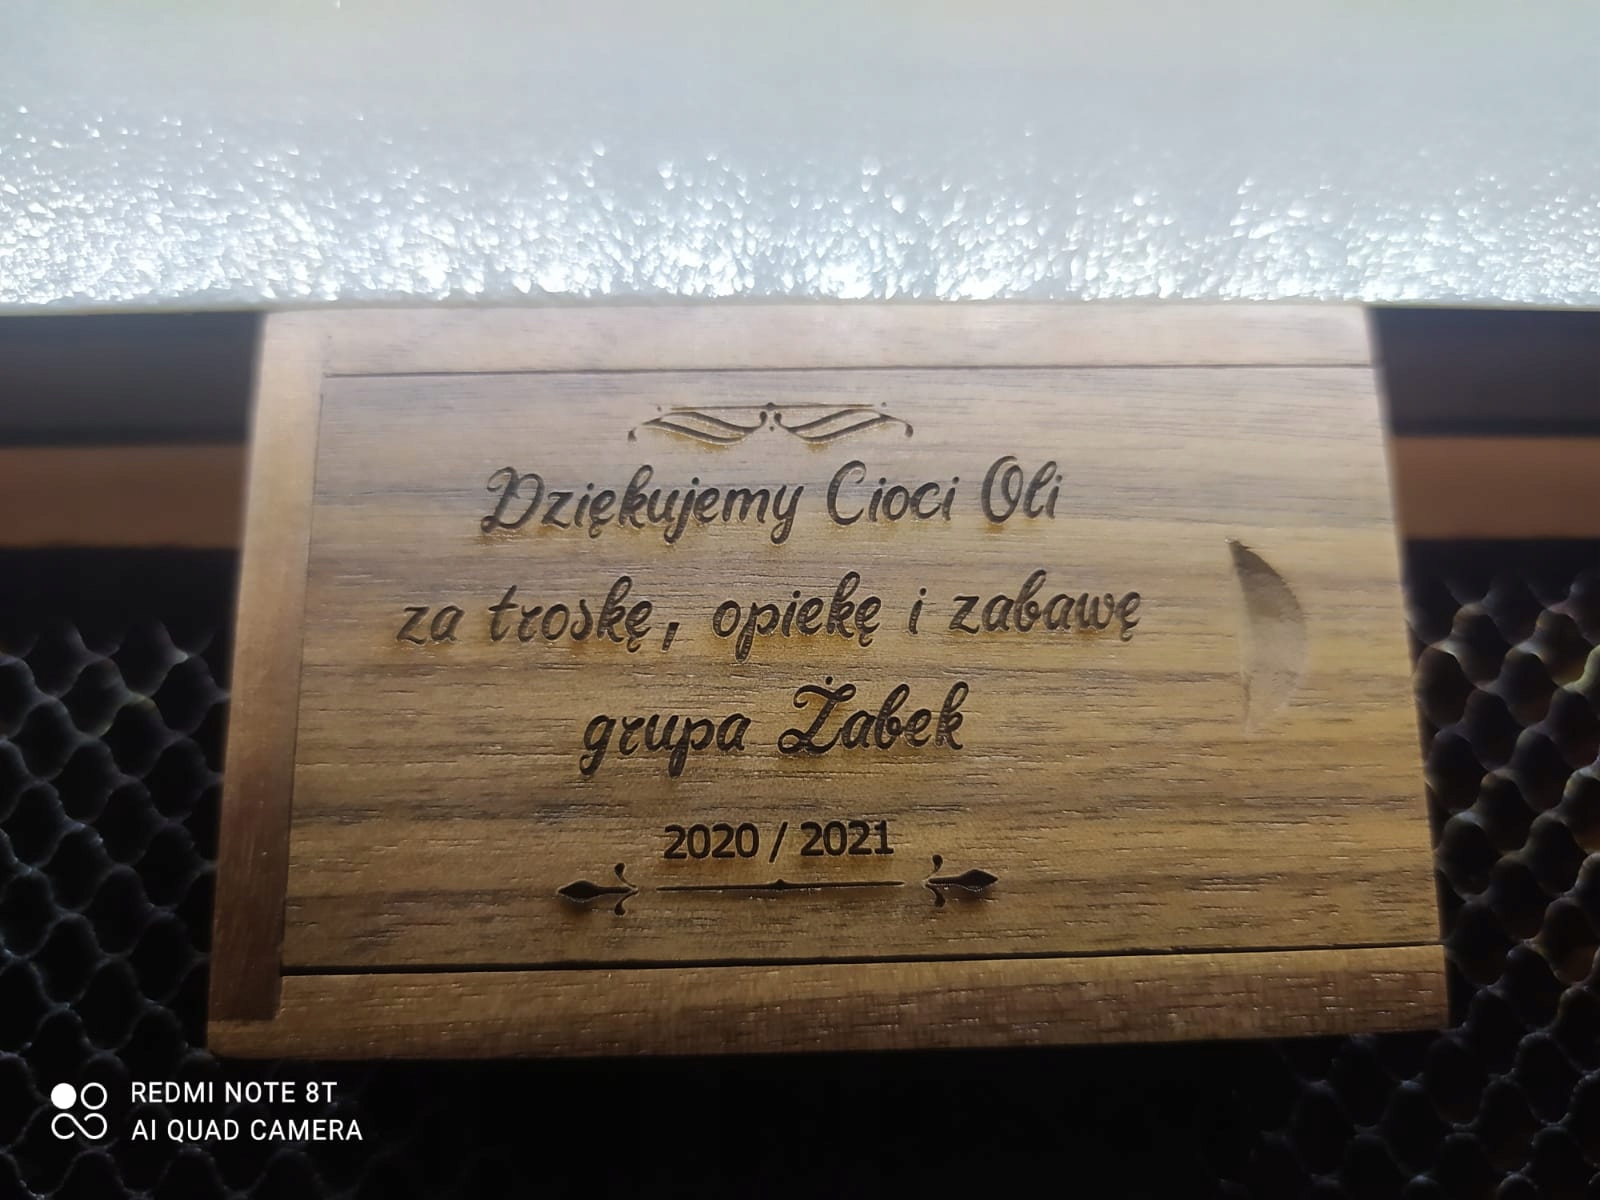 Dziękujemy Cioci Oli
za troskę, opiekę i zabawę
grupa Żabek
2020 / 2021
REDMI NOTE 8T
AI QUAD CAMERA